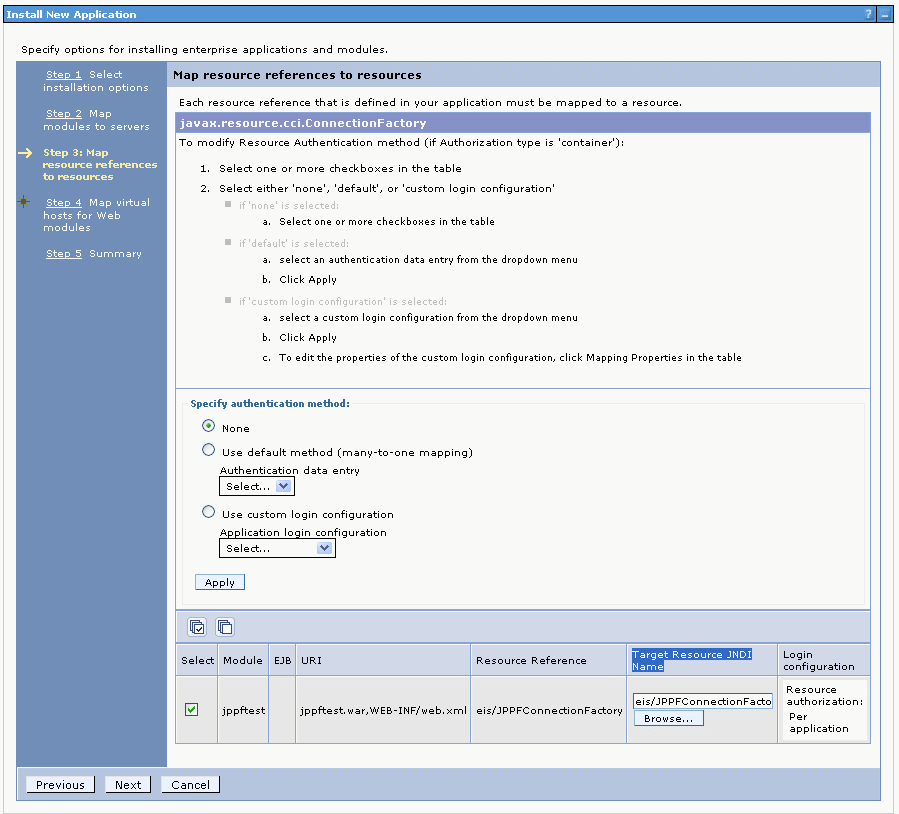 Install New Application
?
Specify options for installing enterprise applications and modules.
Step 1 Select
installation options
Step 2 Map
modules to servers
Step 3: Map
resource references
to resources
Step 4 Map virtual
hosts for Web
modules
Step 5 Summary
Map resource references to resources
Each resource reference that is defined in your application must be mapped to a resource.
javax.resource.cci.ConnectionFactory
To modify Resource Authentication method (if Authorization type is 'container'):
1. Select one or more checkboxes in the table
2. Select either 'none', 'default', or 'custom login configuration'
if 'none' is selected:
a. Select one or more checkboxes in the table
if 'default' is selected:
a. select an authentication data entry from the dropdown menu
b. Click Apply
if 'custom login configuration' is selected:
a. select a custom login configuration from the dropdown menu
b. Click Apply
c. To edit the properties of the custom login configuration, click Mapping Properties in the table
Specify authentication method:
None
Use default method (many-to-one mapping)
Authentication data entry
Select...
Use custom login configuration
Application login configuration
Select...
Apply
Select Module EJB URI Resource Reference Target Resource JNDI Name Login configuration
jppftest jppftest.war,WEB-INF/web.xml eis/JPPFConnectionFactory eis/JPPFConnectionFacto
Browse...
Resource
authorization:
Per
application
Previous Next Cancel